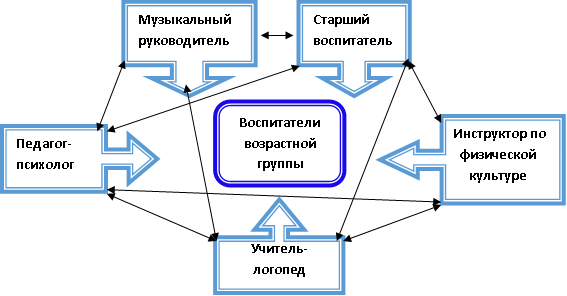 Музыкальный
руководитель
Старший
воспитатель
Воспитатели
возрастной
группы
Педагог-
психолог
Инструктор по
физической
культуре
Учитель-
логопед